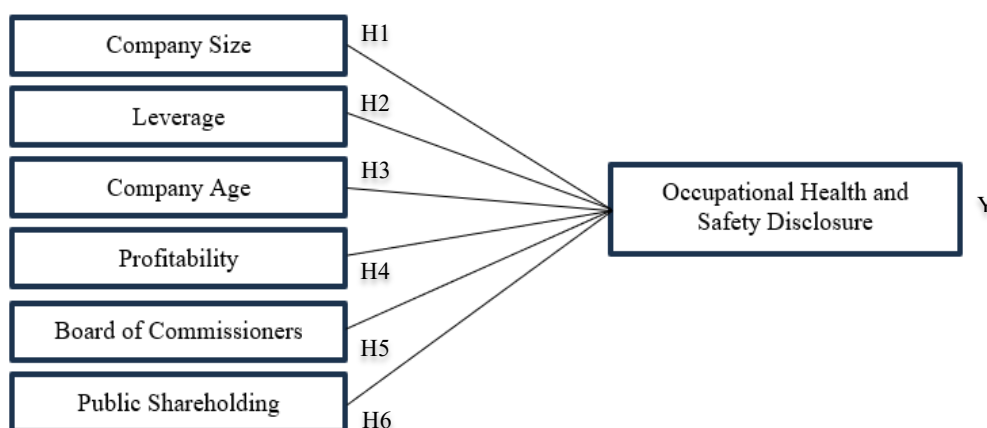 Company Size
H1
Leverage
H2
Company Age
H3
Profitability
H4
Board of Commissioners
H5
Public Shareholding
H6
Occupational Health and
Safety Disclosure
Y